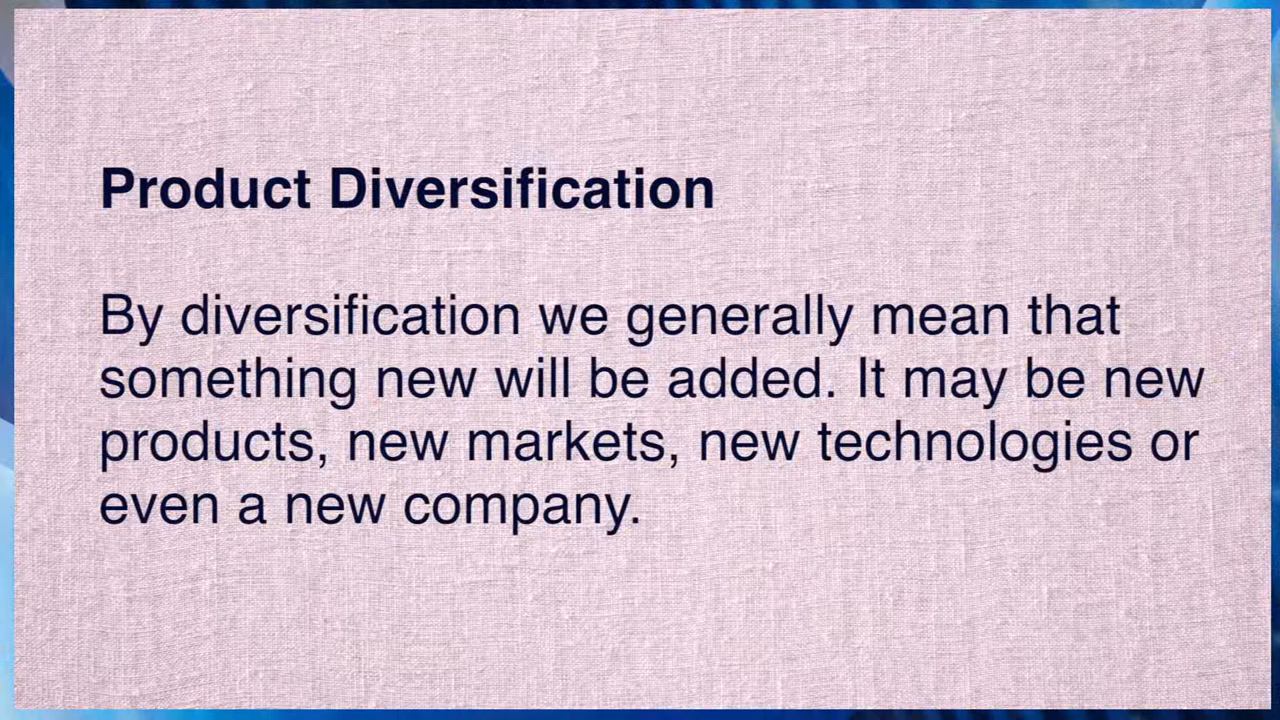 Product Diversification
By diversification we generally mean that
something new will be added. It may be new
products, new markets, new technologies or
even a new company.